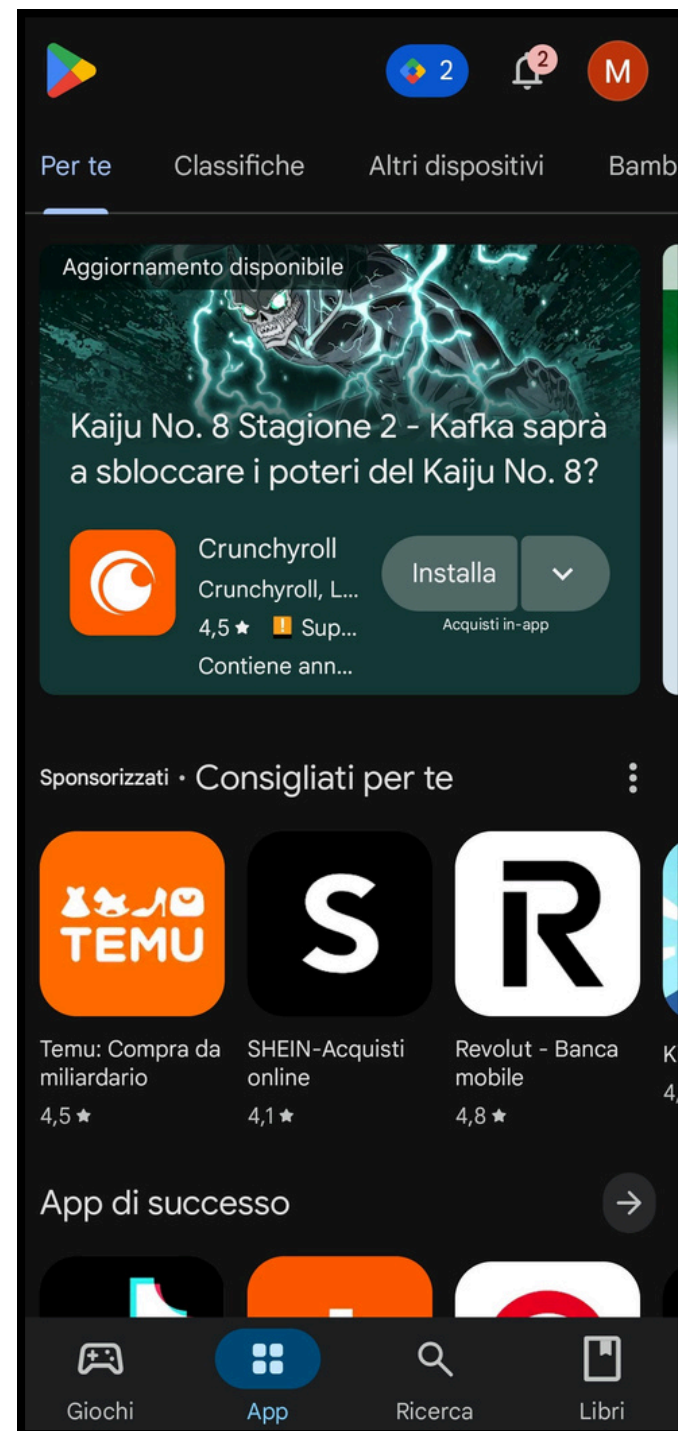 2
2
M
Per te
Classifiche
Altri dispositivi
Bamb
Aggiornamento disponibile
Kaiju No. 8 Stagione 2 - Kafka saprà
a sbloccare i poteri del Kaiju No. 8?
Crunchyroll
Crunchyroll, L...
4,5 ★ ! Sup...
Contiene ann...
Installa
Acquisti in-app
Sponsorizzati • Consigliati per te
TEMU
S
R
Temu: Compra da
miliardario
4,5 ★
SHEIN-Acquisti
online
4,1 ★
Revolut - Banca
mobile
4,8 ★
K
4,
App di successo
Giochi
App
Ricerca
Libri